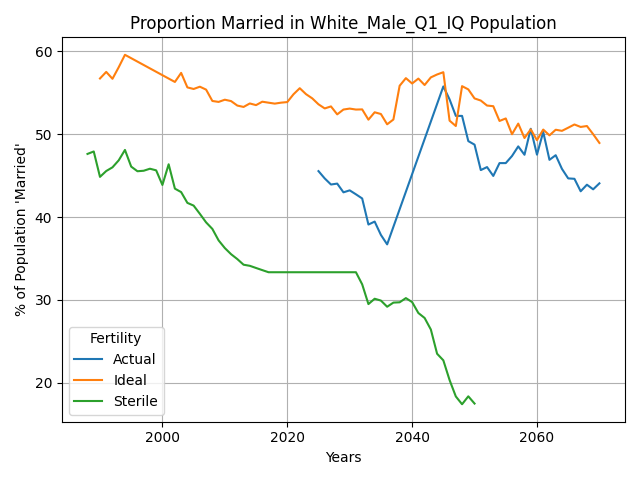 Proportion Married in White_Male_Q1_IQ Population
% of Population 'Married'
60
50
40
30
20
Fertility
Actual
Ideal
Sterile
2000
2020
2040
2060
Years